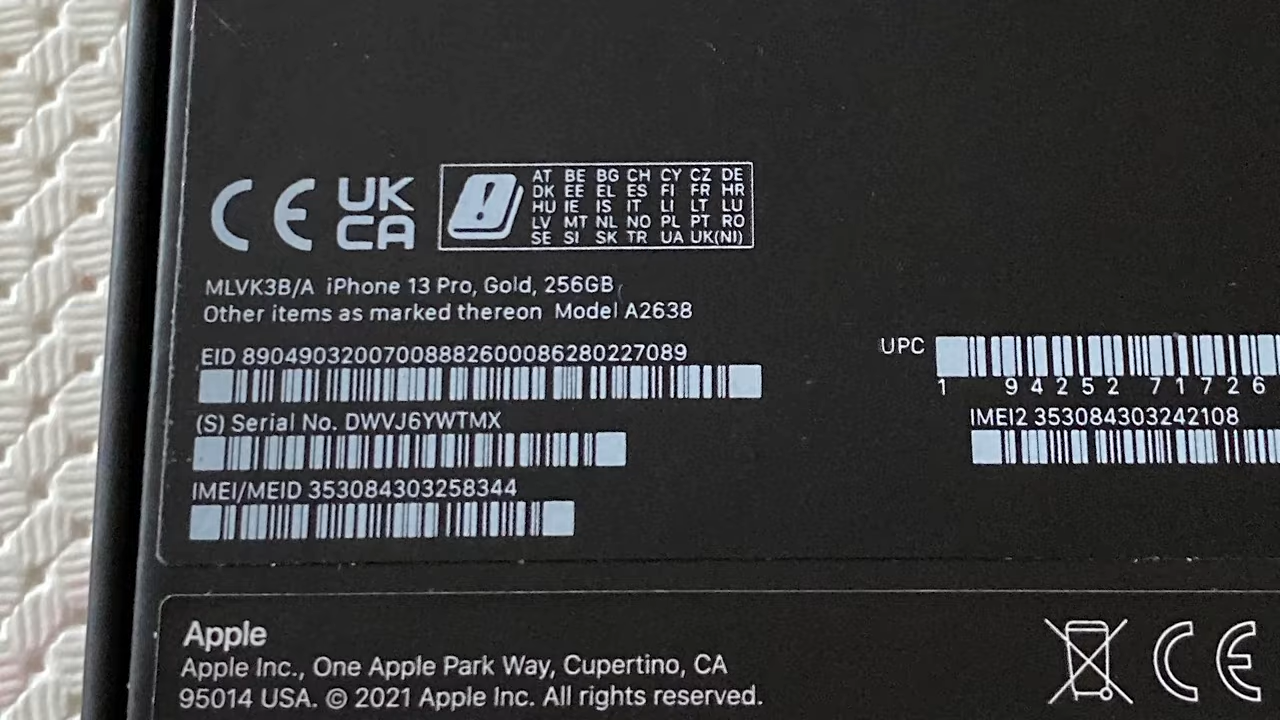 CE UK CA
AT BE BG CH CY CZ DE
DK EE EL ES FI FR HR
HU IE IS IT LI LT LU
LV MT NL NO PL PT RO
SE SI SK TR UA UK(NI)
MLVK3B/A iPhone 13 Pro, Gold, 256GB
Other items as marked thereon Model A2638
EID 89049032007008882600086280227089
UPC
1 94252 71726
(S) Serial No. DWVJ6YWTMX
IMEI2 353084303242108
IMEI/MEID 353084303258344
Apple
Apple Inc., One Apple Park Way, Cupertino, CA
95014 USA. © 2021 Apple Inc. All rights reserved.
CE